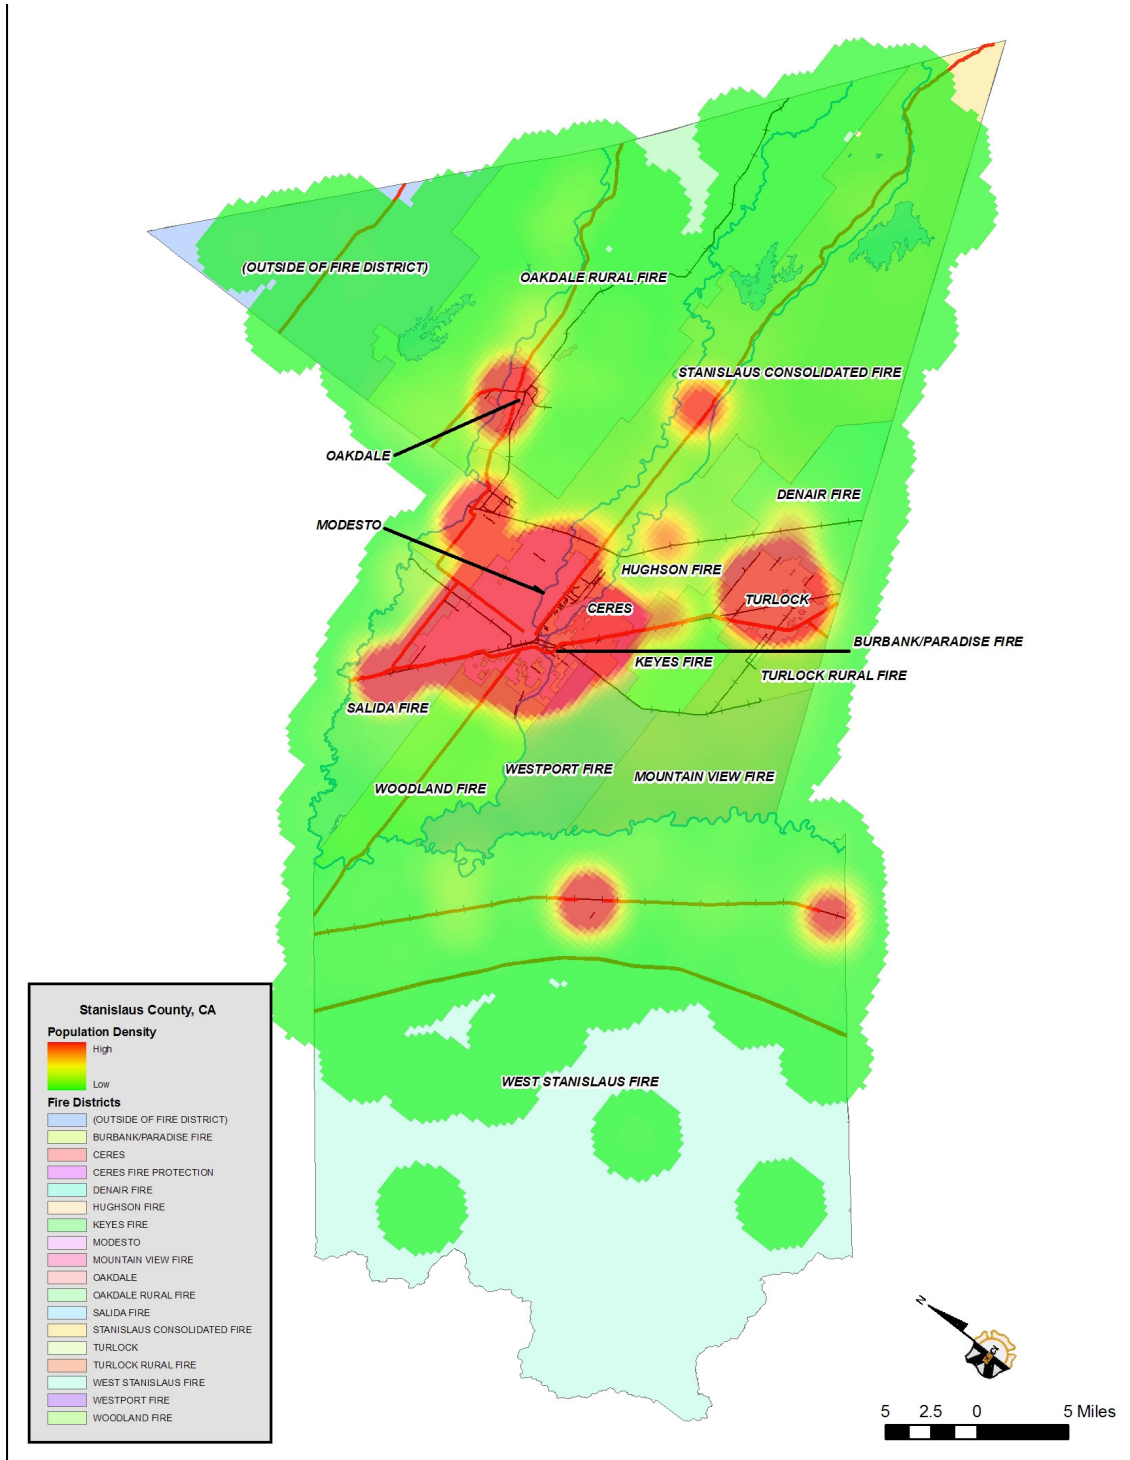 (OUTSIDE OF FIRE DISTRICT)
OAKDALE RURAL FIRE
STANISLAUS CONSOLIDATED FIRE
OAKDALE
DENAIR FIRE
MODESTO
HUGHSON FIRE
TURLOCK
CERES
BURBANK/PARADISE FIRE
KEYES FIRE
TURLOCK RURAL FIRE
SALIDA FIRE
WESTPORT FIRE
MOUNTAIN VIEW FIRE
WOODLAND FIRE
WEST STANISLAUS FIRE
Stanislaus County, CA
Population Density
High
Low
Fire Districts
(OUTSIDE OF FIRE DISTRICT)
BURBANK/PARADISE FIRE
CERES
CERES FIRE PROTECTION
DENAIR FIRE
HUGHSON FIRE
KEYES FIRE
MODESTO
MOUNTAIN VIEW FIRE
OAKDALE
OAKDALE RURAL FIRE
SALIDA FIRE
STANISLAUS CONSOLIDATED FIRE
TURLOCK
TURLOCK RURAL FIRE
WEST STANISLAUS FIRE
WESTPORT FIRE
WOODLAND FIRE
N
5 2.5 0 5 Miles